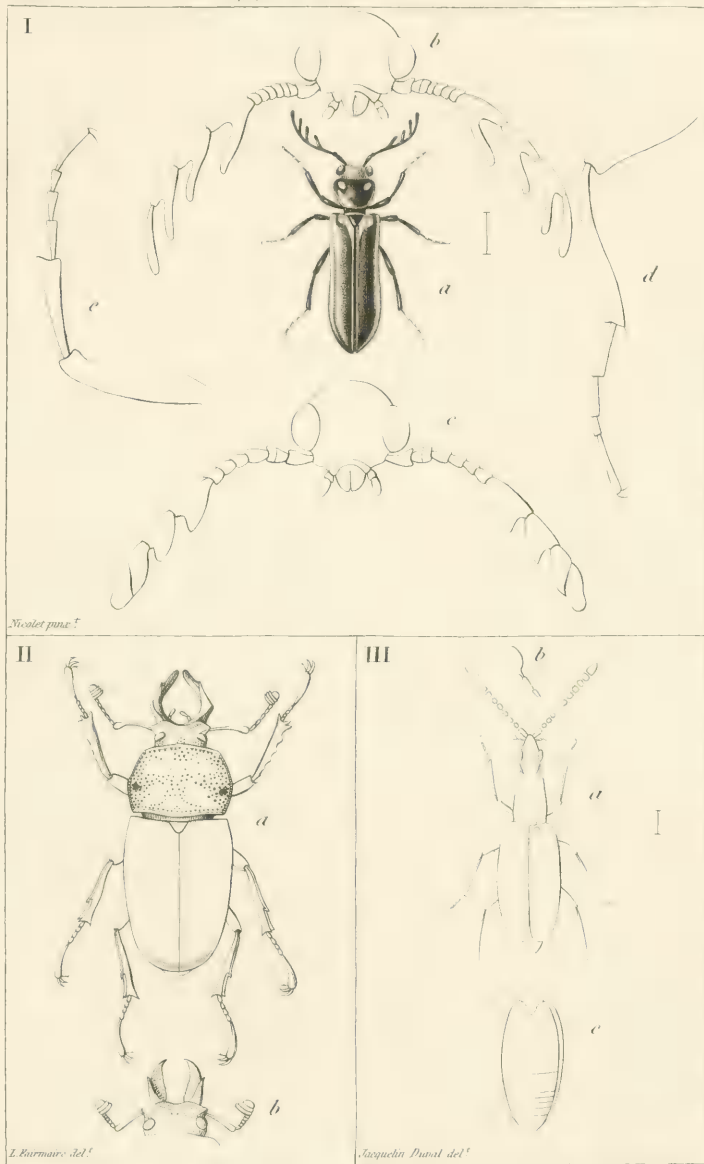 I
b
e
a
d
c
Nicolet pinx.t
II
a
b
L. Fairmaire del.t
III
b
a
c
Jacquelin Duval del.t